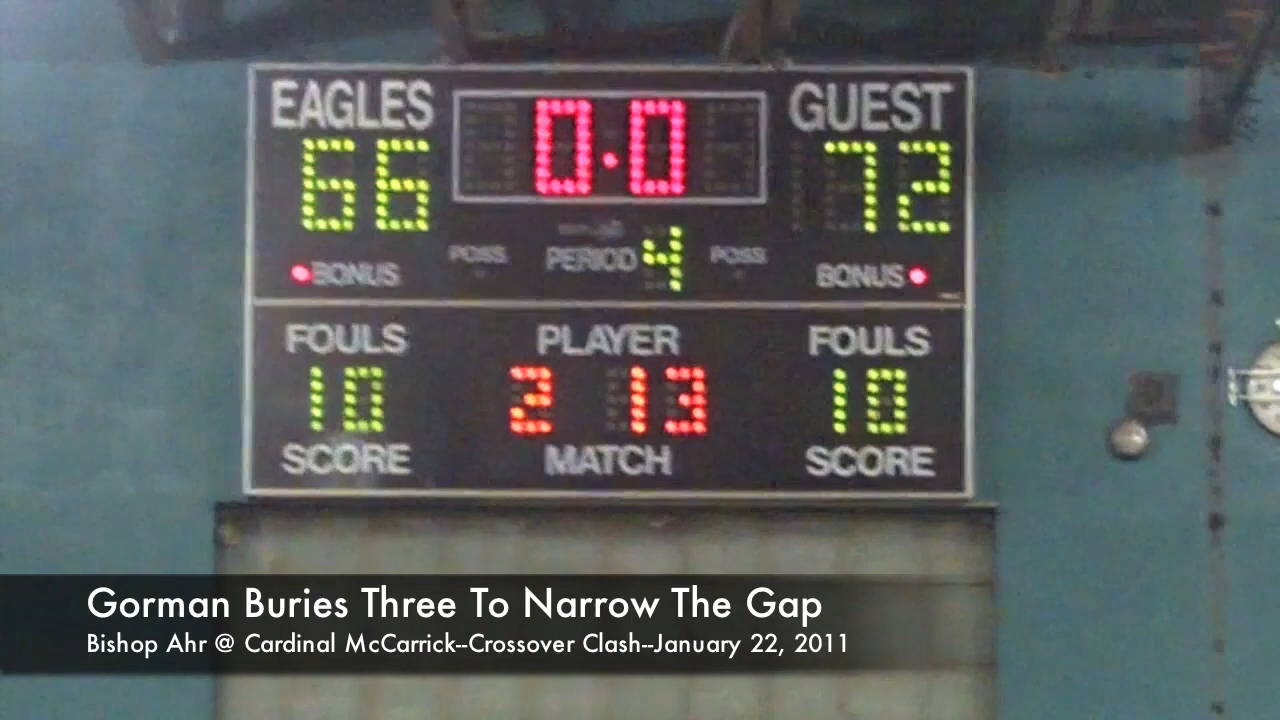 EAGLES 0.0 GUEST
66 72
POSS. PERIOD 4 POSS.
BONUS BONUS
FOULS PLAYER FOULS
10 2 13 10
SCORE MATCH SCORE
Gorman Buries Three To Narrow The Gap
Bishop Ahr @ Cardinal McCarrick--Crossover Clash--January 22, 2011